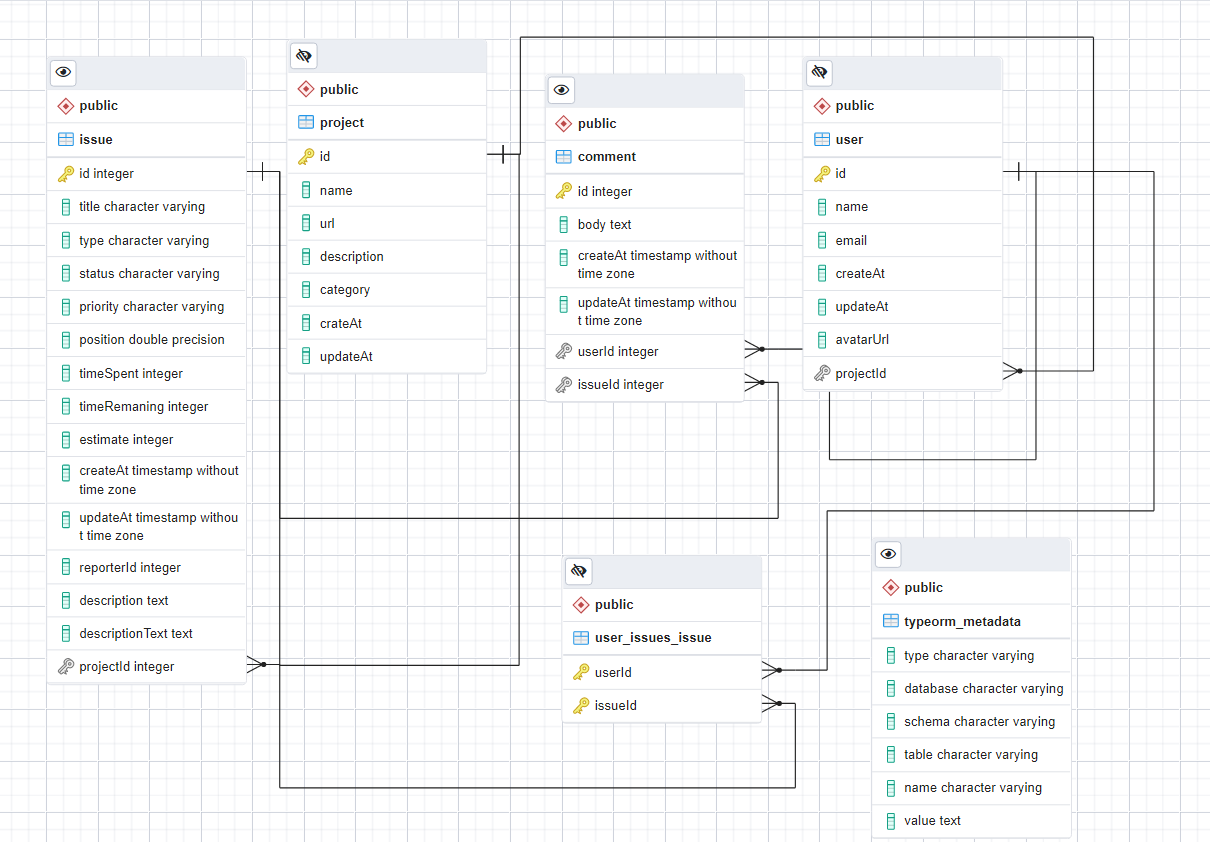 public
issue
id integer
title character varying
type character varying
status character varying
priority character varying
position double precision
timeSpent integer
timeRemaning integer
estimate integer
createAt timestamp without
time zone
updateAt timestamp withou
t time zone
reporterId integer
description text
descriptionText text
projectId integer
public
project
id
name
url
description
category
crateAt
updateAt
public
comment
id integer
body text
createAt timestamp without
time zone
updateAt timestamp withou
t time zone
userId integer
issueId integer
public
user
id
name
email
createAt
updateAt
avatarUrl
projectId
public
user_issues_issue
userId
issueId
public
typeorm_metadata
type character varying
database character varying
schema character varying
table character varying
name character varying
value text